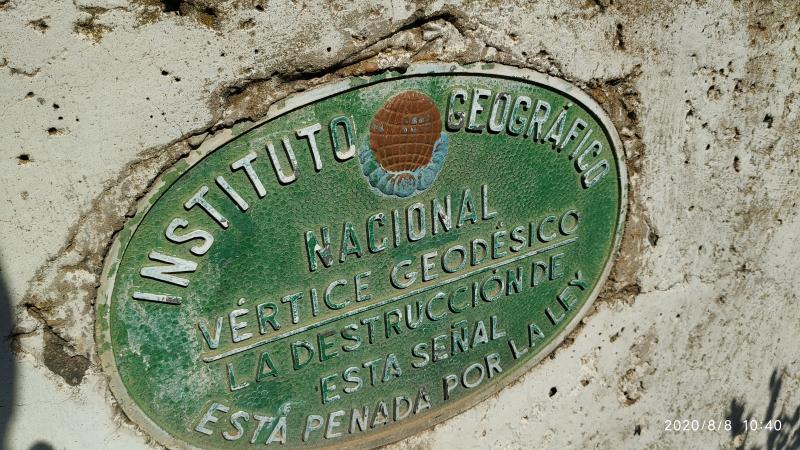 INSTITUTO GEOGRÁFICO
NACIONAL
VÉRTICE GEODÉSICO
LA DESTRUCCIÓN DE
ESTA SEÑAL
ESTÁ PENADA POR LA LEY
2020/8/8 10:40